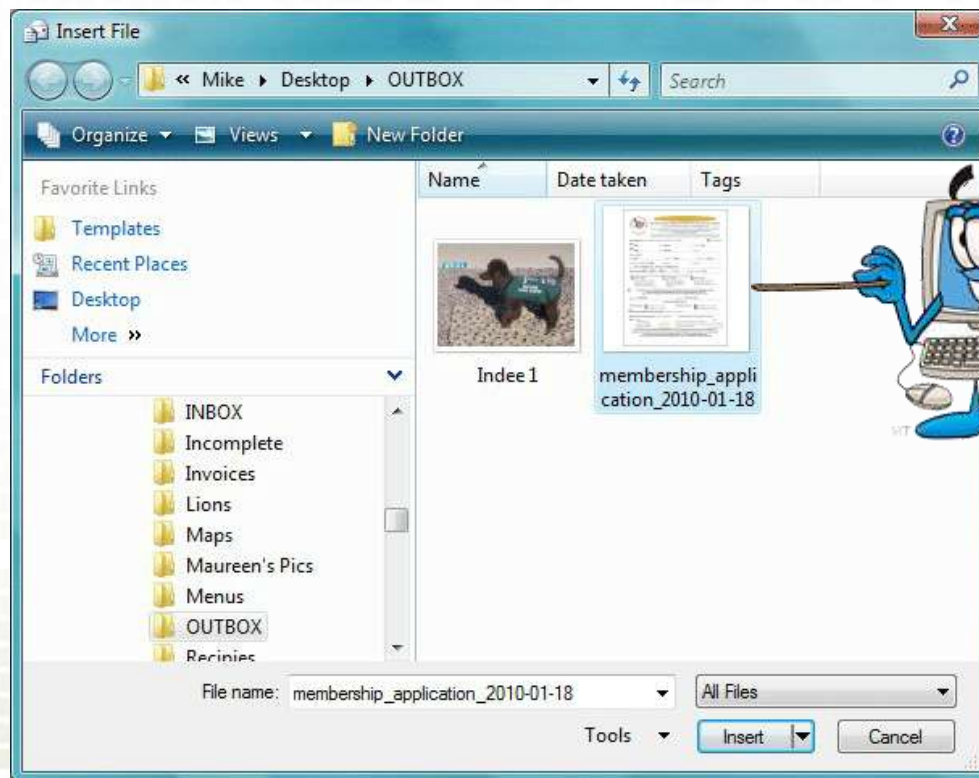 Insert File
« Mike ▸ Desktop ▸ OUTBOX
Search
Organize
Views
New Folder
Favorite Links
Templates
Recent Places
Desktop
More »
Folders
INBOX
Incomplete
Invoices
Lions
Maps
Maureen's Pics
Menus
OUTBOX
Recipies
Name
Date taken
Tags
Indee 1
membership_appli
cation_2010-01-18
File name: membership_application_2010-01-18
All Files
Tools
Insert
Cancel